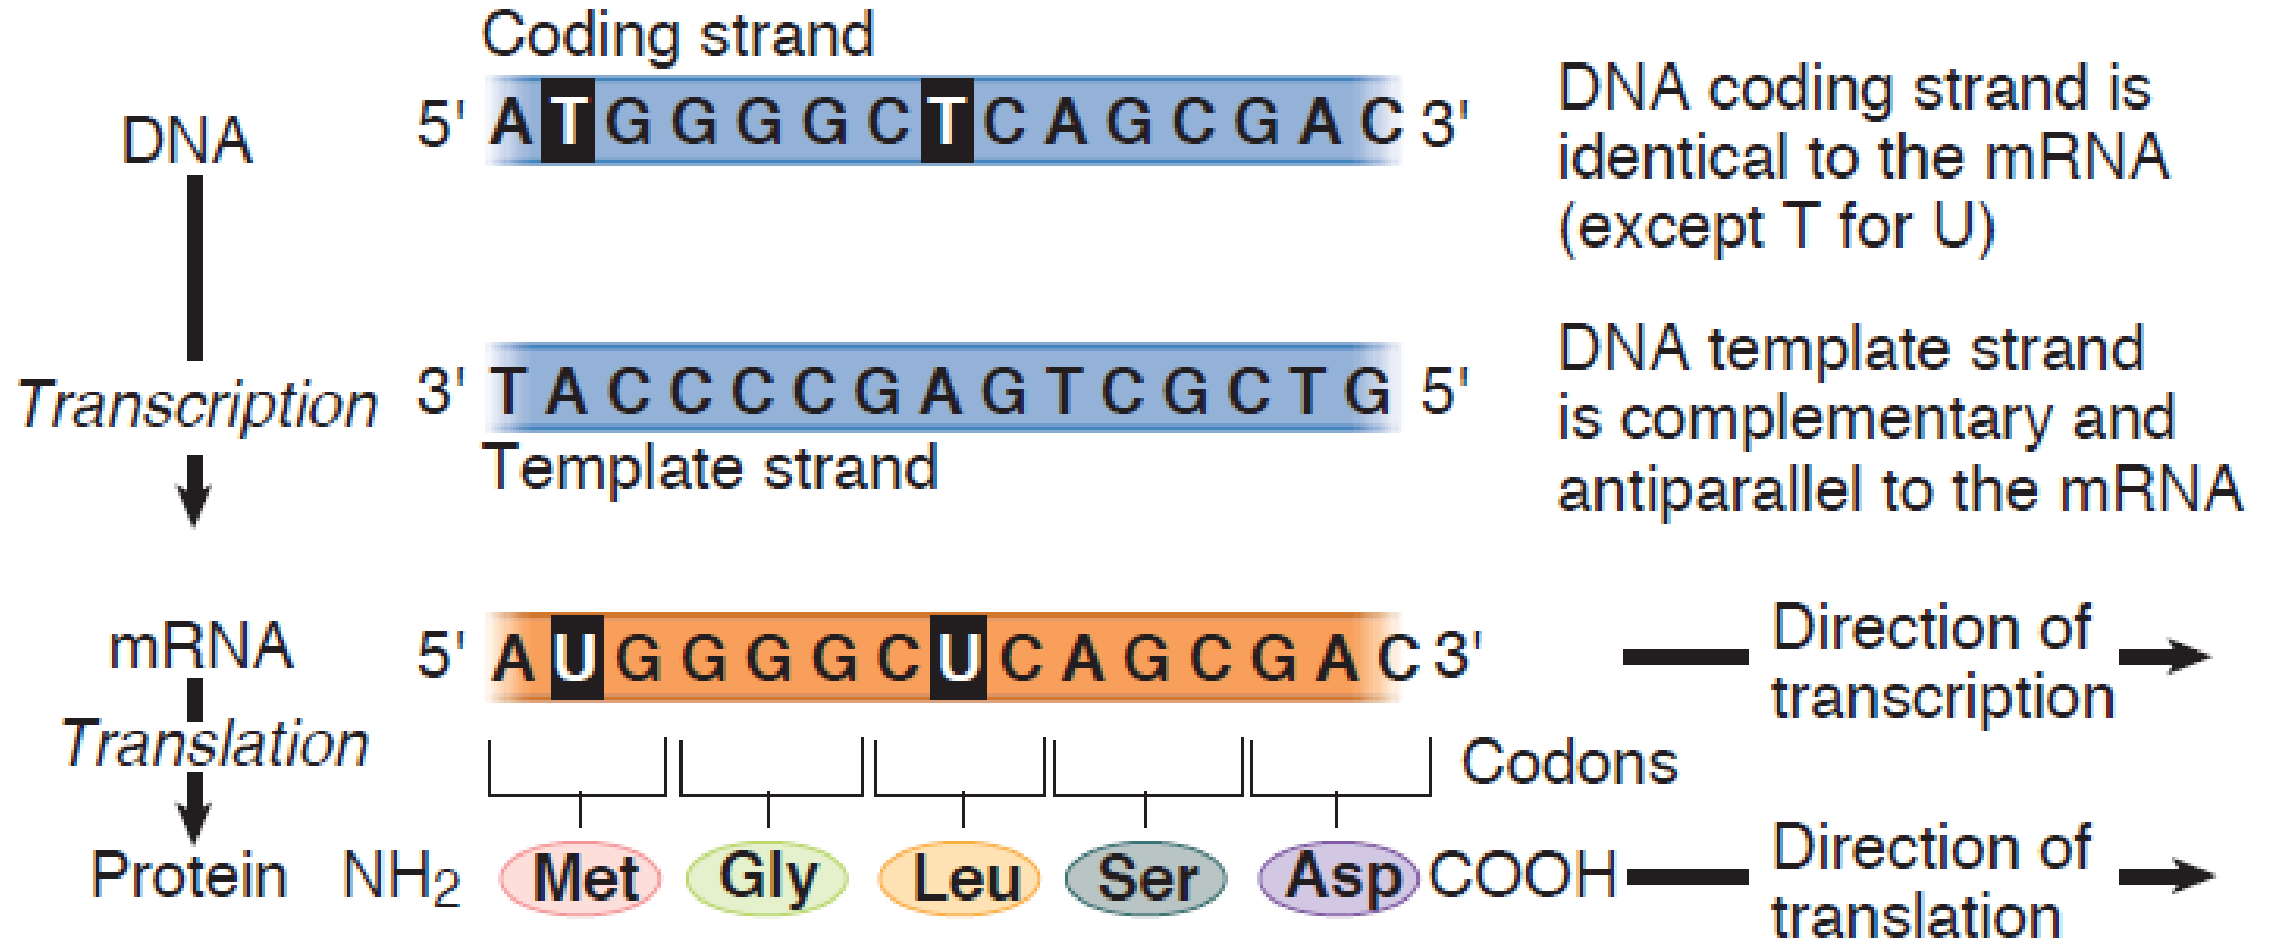 Coding strand
DNA
5' A T G G G G C T C A G C G A C 3'
DNA coding strand is
identical to the mRNA
(except T for U)
Transcription
3' T A C C C C G A G T C G C T G 5'
Template strand
DNA template strand
is complementary and
antiparallel to the mRNA
mRNA
5' A U G G G G C U C A G C G A C 3'
Direction of
transcription
Translation
Codons
Protein
NH2 Met Gly Leu Ser Asp COOH
Direction of
translation